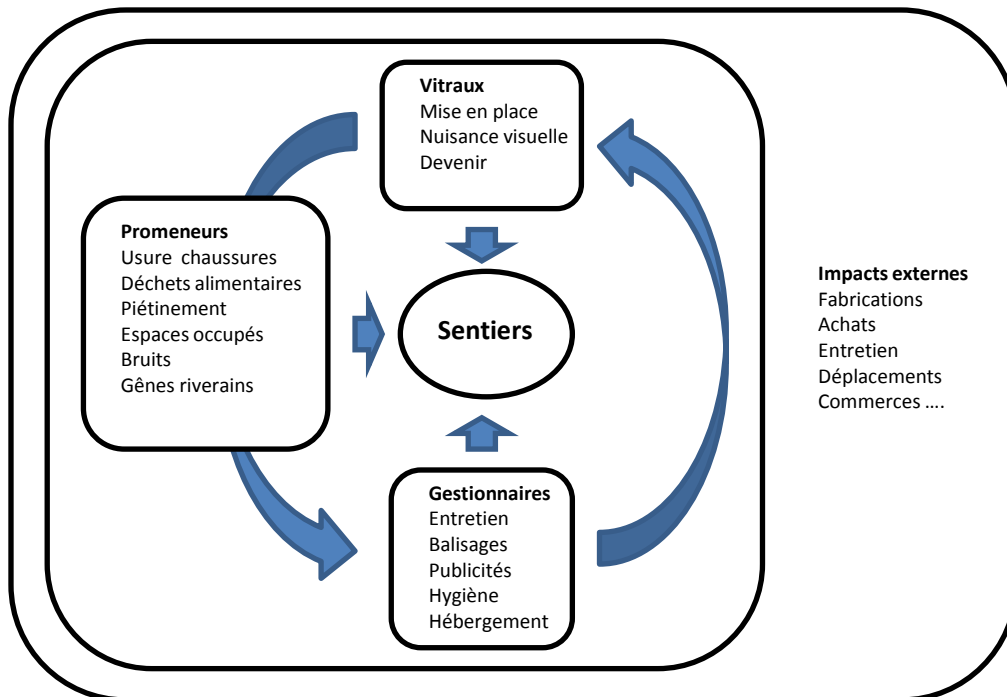 Vitraux
Mise en place
Nuisance visuelle
Devenir
Promeneurs
Usure chaussures
Déchets alimentaires
Piétinement
Espaces occupés
Bruits
Gênes riverains
Sentiers
Gestionnaires
Entretien
Balisages
Publicités
Hygiène
Hébergement
Impacts externes
Fabrications
Achats
Entretien
Déplacements
Commerces ....